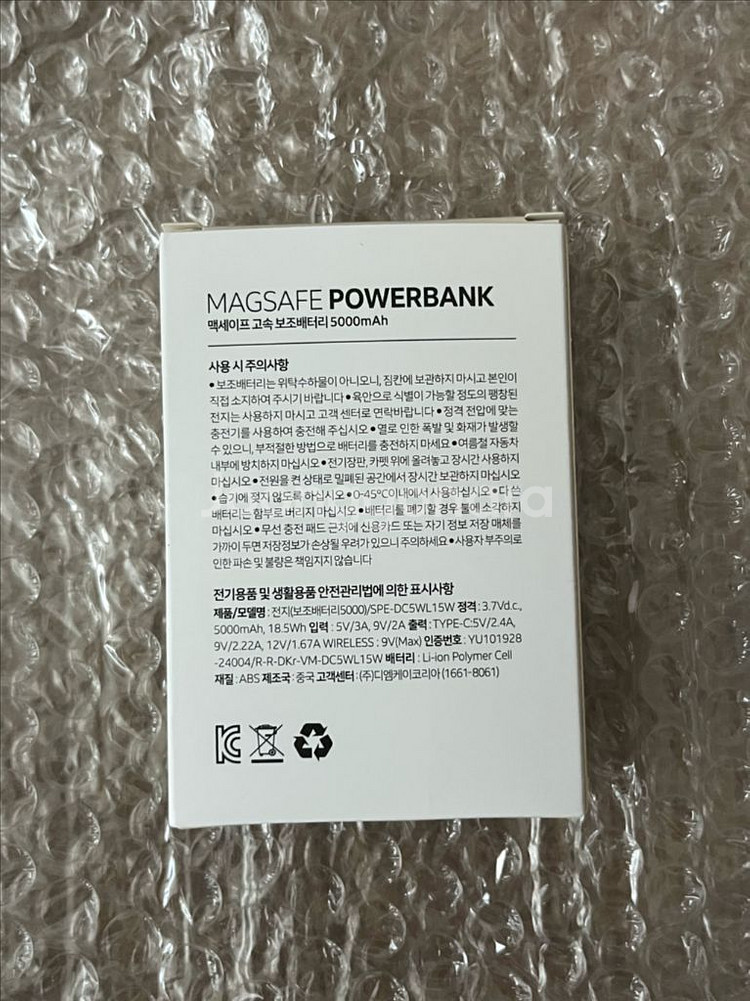 MAGSAFE POWERBANK
맥세이프 고속 보조배터리 5000mAh
사용 시 주의사항
• 보조배터리는 위탁수하물이 아니오니, 짐칸에 보관하지 마시고 본인이
직접 소지하여 주시기 바랍니다 • 육안으로 식별이 가능할 정도의 팽창된
전지는 사용하지 마시고 고객 센터로 연락바랍니다 • 정격 전압에 맞는
충전기를 사용하여 충전해 주십시오 • 열로 인한 폭발 및 화재가 발생할
수 있으니, 부적절한 방법으로 배터리를 충전하지 마세요 • 여름철 자동차
내부에 방치하지 마십시오 • 전기장판, 카펫 위에 올려놓고 장시간 사용하지
마십시오 • 전원을 켠 상태로 밀폐된 공간에서 장시간 보관하지 마십시오
• 습기에 젖지 않도록 하십시오 • 0-45℃이내에서 사용하십시오 • 다 쓴
배터리는 함부로 버리지 마십시오 • 배터리를 폐기할 경우 불에 소각하지
마십시오 • 무선 충전 패드 근처에 신용카드 또는 자기 정보 저장 매체를
가까이 두면 저장정보가 손상될 우려가 있으니 주의하세요 • 사용자 부주의로
인한 파손 및 불량은 책임지지 않습니다
전기용품 및 생활용품 안전관리법에 의한 표시사항
제품/모델명 : 전지(보조배터리5000)/SPE-DC5WL15W 정격 : 3.7Vd.c.,
5000mAh, 18.5Wh 입력 : 5V/3A, 9V/2A 출력 : TYPE-C:5V/2.4A,
9V/2.22A, 12V/1.67A WIRELESS : 9V(Max) 인증번호 : YU101928
-24004/R-R-DKr-VM-DC5WL15W 배터리 : Li-ion Polymer Cell
재질 : ABS 제조국 : 중국 고객센터 : (주)디엠케이코리아 (1661-8061)